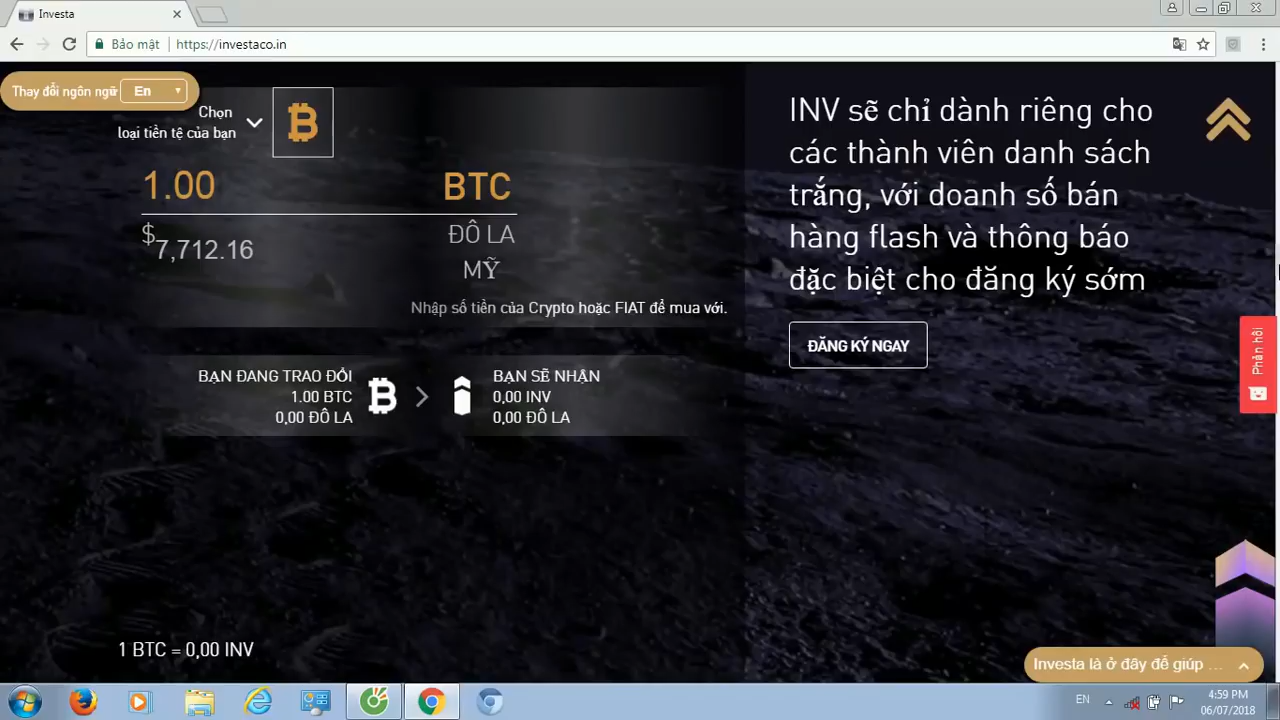 Investa
Bảo mật
https://investaco.in
Thay đổi ngôn ngữ
En
Chọn
loại tiền tệ của bạn
1.00
BTC
$
7,712.16
ĐÔ LA
MỸ
Nhập số tiền của Crypto hoặc FIAT để mua với.
BẠN ĐANG TRAO ĐỔI
1.00 BTC
0,00 ĐÔ LA
BẠN SẼ NHẬN
0,00 INV
0,00 ĐÔ LA
1 BTC = 0,00 INV
INV sẽ chỉ dành riêng cho
các thành viên danh sách
trắng, với doanh số bán
hàng flash và thông báo
đặc biệt cho đăng ký sớm
ĐĂNG KÝ NGAY
Phản hồi
Investa là ở đây để giúp ...
EN
4:59 PM
06/07/2018